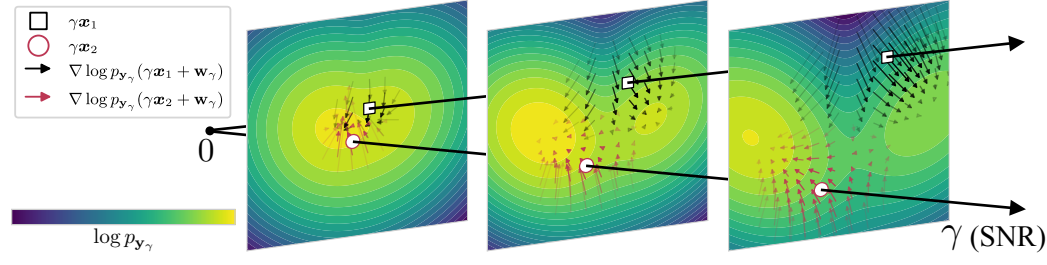 γx₁
γx₂
∇ log p_{y_γ}(γx₁ + w_γ)
∇ log p_{y_γ}(γx₂ + w_γ)
0
log p_{y_γ}
γ (SNR)